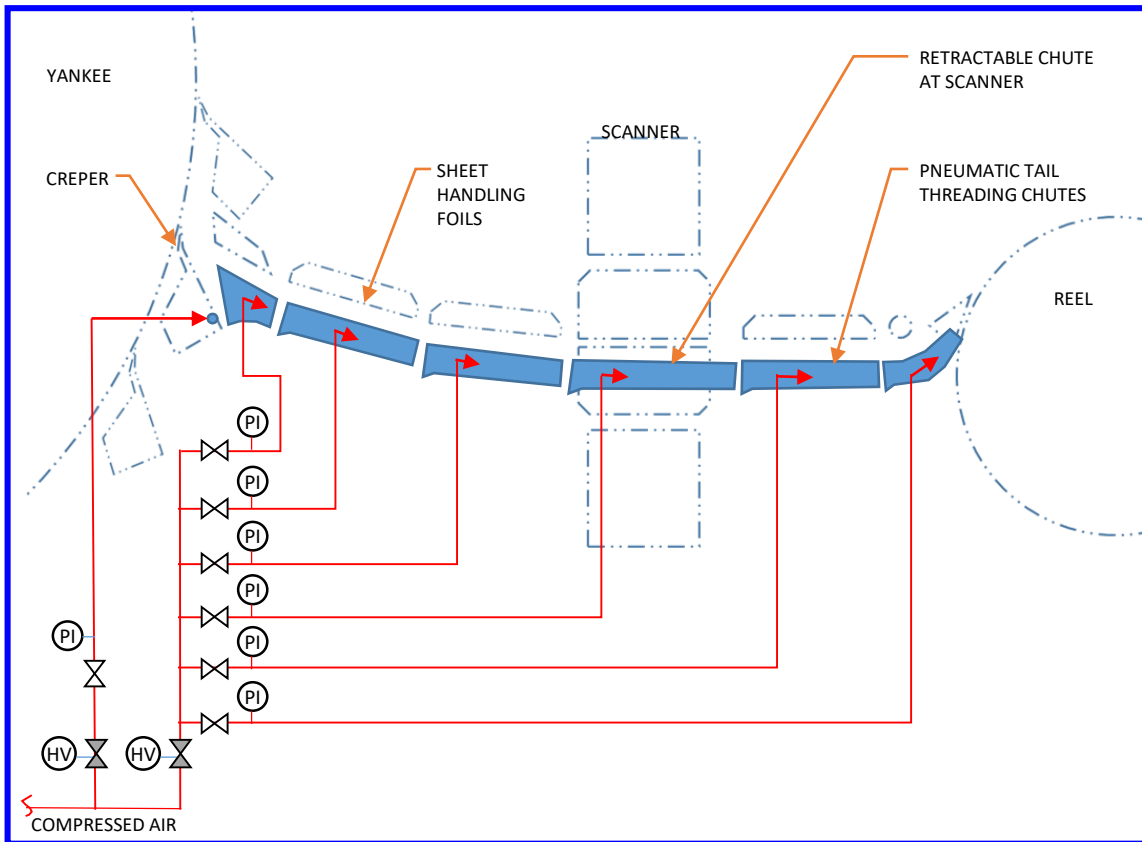 RETRACTABLE CHUTE
AT SCANNER
YANKEE
SCANNER
CREPER
SHEET
HANDLING
FOILS
PNEUMATIC TAIL
THREADING CHUTES
REEL
PI
PI
PI
PI
PI
PI
PI
HV
HV
COMPRESSED AIR